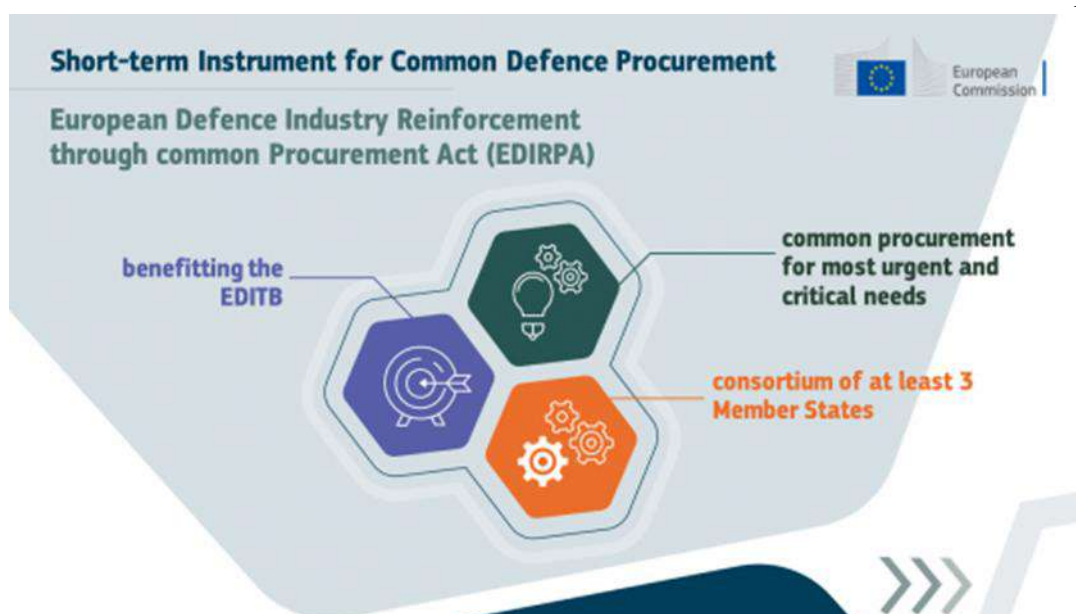 Short-term Instrument for Common Defence Procurement
European
Commission
European Defence Industry Reinforcement
through common Procurement Act (EDIRPA)
benefitting the
EDITB
common procurement
for most urgent and
critical needs
consortium of at least 3
Member States